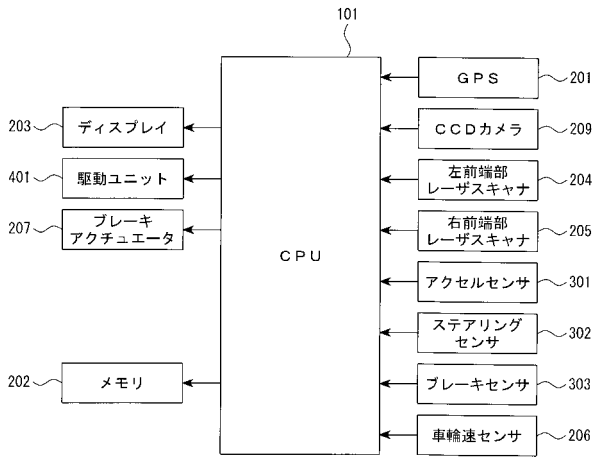 101
ＣＰＵ
203
ディスプレイ
401
駆動ユニット
207
ブレーキ
アクチュエータ
202
メモリ
ＧＰＳ
201
ＣＣＤカメラ
209
左前端部
レーザスキャナ
204
右前端部
レーザスキャナ
205
アクセルセンサ
301
ステアリング
センサ
302
ブレーキセンサ
303
車輪速センサ
206